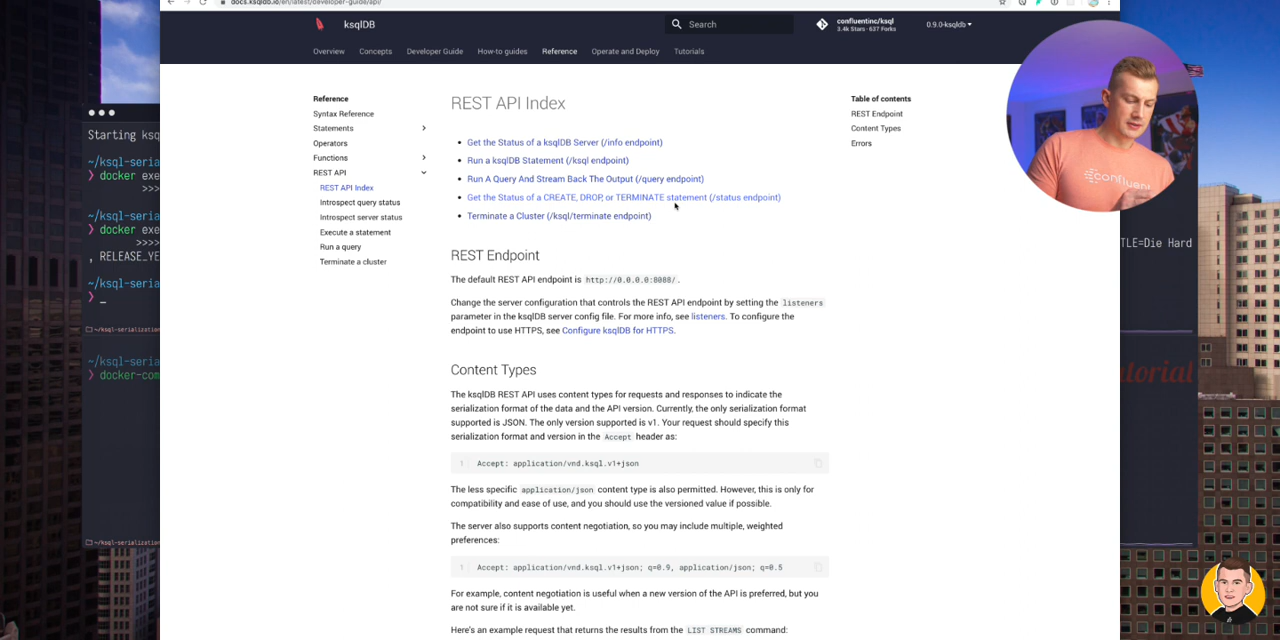 docs.ksqldb.io/en/latest/developer-guide/api/
ksqlDB
Search
confluentinc/ksql
3.4k Stars · 637 Forks
0.9.0-ksqldb
Overview
Concepts
Developer Guide
How-to guides
Reference
Operate and Deploy
Tutorials
Starting ksq
~/ksql-seria
❯ docker exe
>>>
~/ksql-seria
❯ docker exe
>>>>
, RELEASE_YE
~/ksql-seria
❯ _
~/ksql-serialization
~/ksql-seria
❯ docker-com
~/ksql-serialization
Reference
Syntax Reference
Statements
Operators
Functions
REST API
REST API Index
Introspect query status
Introspect server status
Execute a statement
Run a query
Terminate a cluster
REST API Index
• Get the Status of a ksqlDB Server (/info endpoint)
• Run a ksqlDB Statement (/ksql endpoint)
• Run A Query And Stream Back The Output (/query endpoint)
• Get the Status of a CREATE, DROP, or TERMINATE statement (/status endpoint)
• Terminate a Cluster (/ksql/terminate endpoint)
REST Endpoint
The default REST API endpoint is http://0.0.0.0:8088/ .
Change the server configuration that controls the REST API endpoint by setting the listeners
parameter in the ksqlDB server config file. For more info, see listeners. To configure the
endpoint to use HTTPS, see Configure ksqlDB for HTTPS.
Content Types
The ksqlDB REST API uses content types for requests and responses to indicate the
serialization format of the data and the API version. Currently, the only serialization format
supported is JSON. The only version supported is v1. Your request should specify this
serialization format and version in the Accept header as:
1 Accept: application/vnd.ksql.v1+json
The less specific application/json content type is also permitted. However, this is only for
compatibility and ease of use, and you should use the versioned value if possible.
The server also supports content negotiation, so you may include multiple, weighted
preferences:
1 Accept: application/vnd.ksql.v1+json; q=0.9, application/json; q=0.5
For example, content negotiation is useful when a new version of the API is preferred, but you
are not sure if it is available yet.
Here's an example request that returns the results from the LIST STREAMS command:
Table of contents
REST Endpoint
Content Types
Errors
confluent
TLE=Die Hard
torial